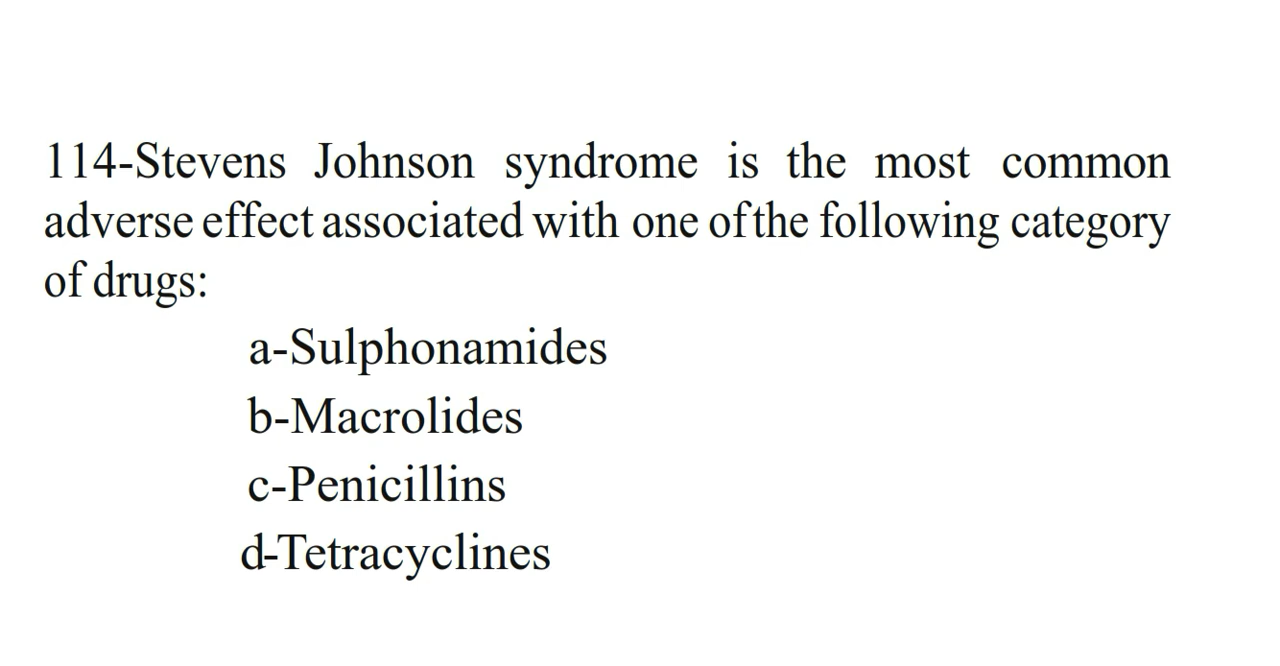 114-Stevens Johnson syndrome is the most common
adverse effect associated with one of the following category
of drugs:
a-Sulphonamides
b-Macrolides
c-Penicillins
d-Tetracyclines